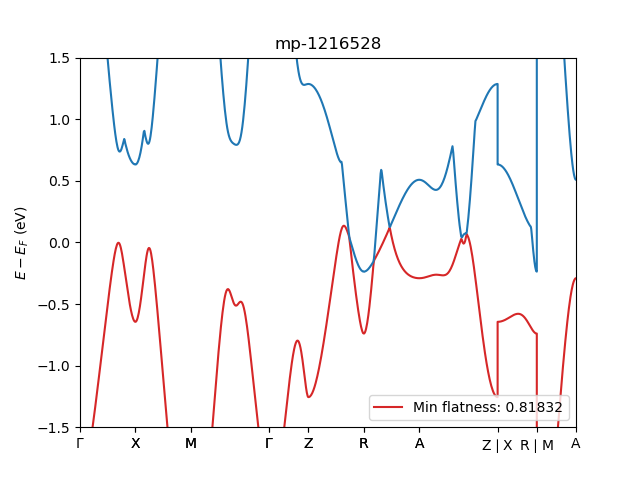 mp-1216528
E − E_F (eV)
1.5
1.0
0.5
0.0
−0.5
−1.0
−1.5
Min flatness: 0.81832
Γ X M Γ Z R A Z | X R | M A